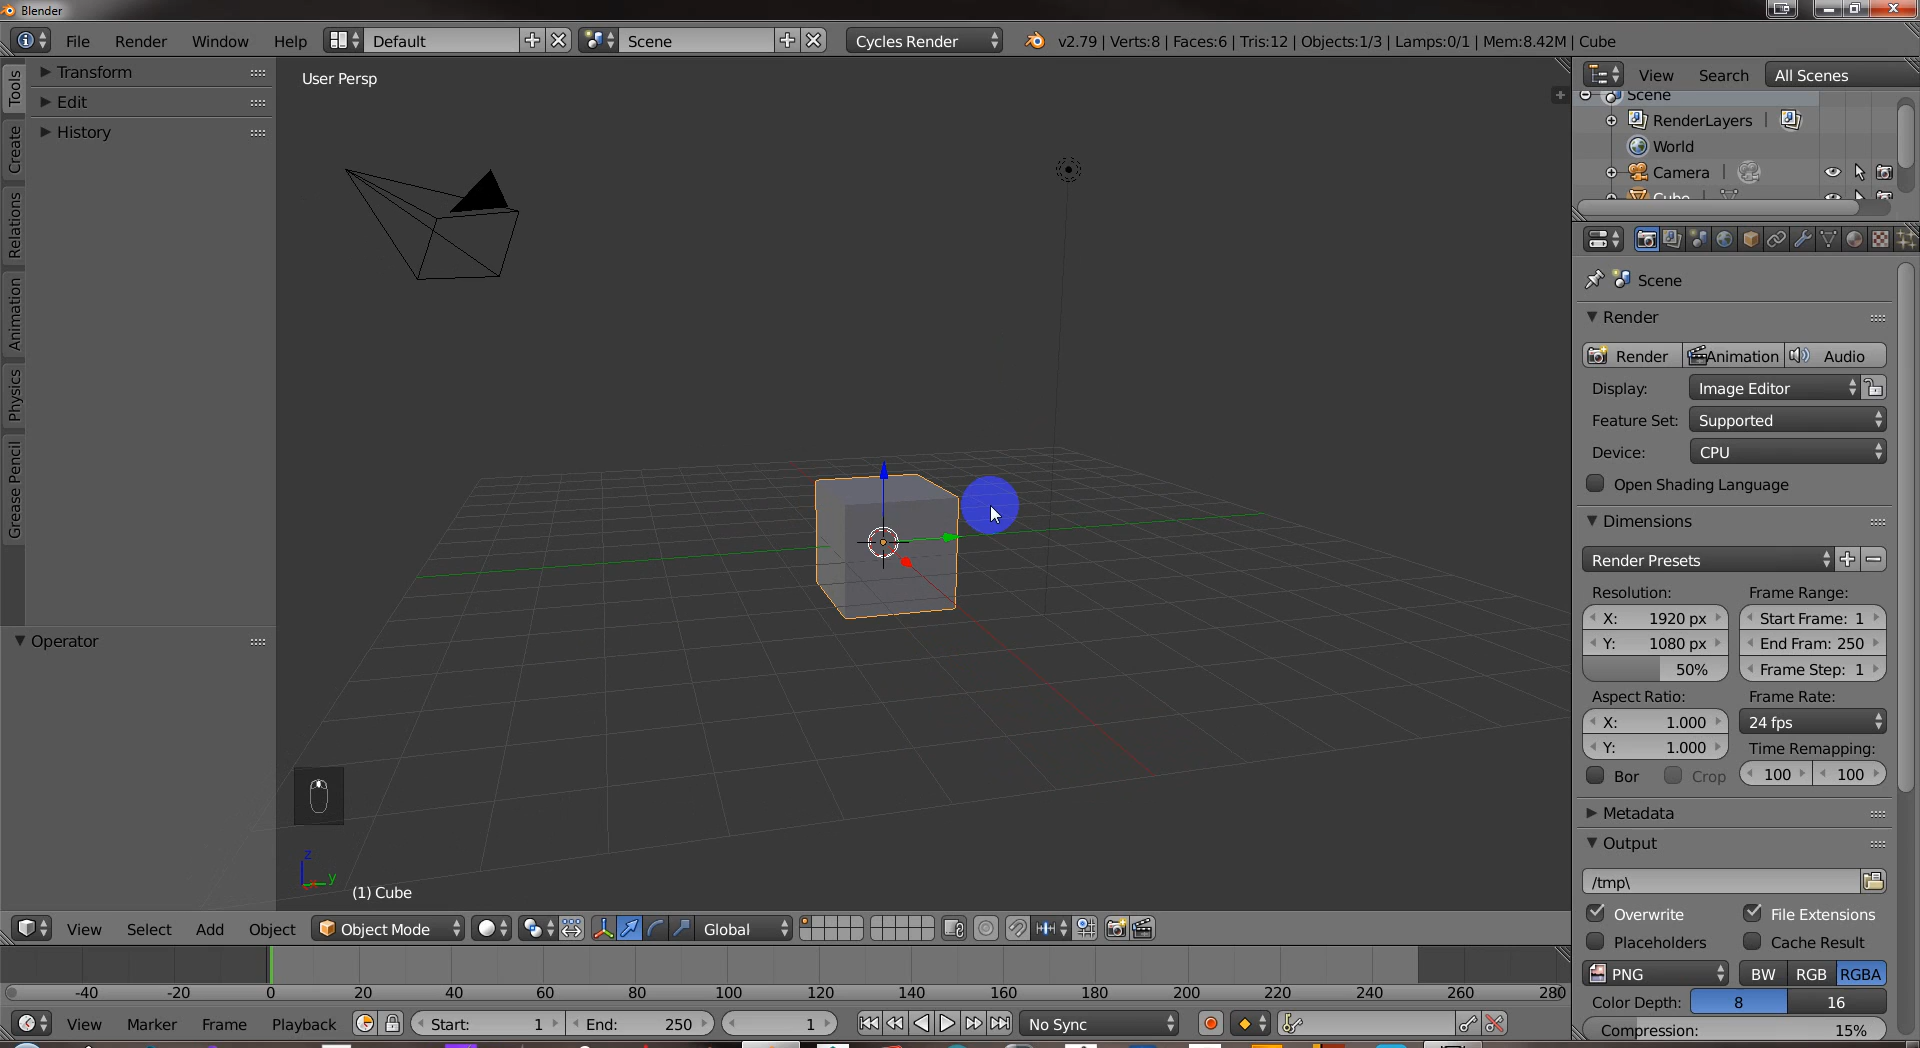 Blender
File Render Window Help Default Scene Cycles Render v2.79 | Verts:8 | Faces:6 | Tris:12 | Objects:1/3 | Lamps:0/1 | Mem:8.42M | Cube
Tools
Create
Relations
Animation
Physics
Grease Pencil
Transform
Edit
History
Operator
User Persp
z
y
(1) Cube
View Search All Scenes
Scene
RenderLayers
World
Camera
Cube
Scene
Render
Render Animation Audio
Display: Image Editor
Feature Set: Supported
Device: CPU
Open Shading Language
Dimensions
Render Presets
Resolution: Frame Range:
X: 1920 px Start Frame: 1
Y: 1080 px End Fram: 250
50% Frame Step: 1
Aspect Ratio: Frame Rate:
X: 1.000 24 fps
Y: 1.000 Time Remapping:
Bor Crop 100 100
Metadata
Output
/tmp\
Overwrite File Extensions
Placeholders Cache Result
PNG BW RGB RGBA
Color Depth: 8 16
Compression: 15%
View Select Add Object Object Mode Global
-40 -20 0 20 40 60 80 100 120 140 160 180 200 220 240 260 280
View Marker Frame Playback Start: 1 End: 250 1 No Sync